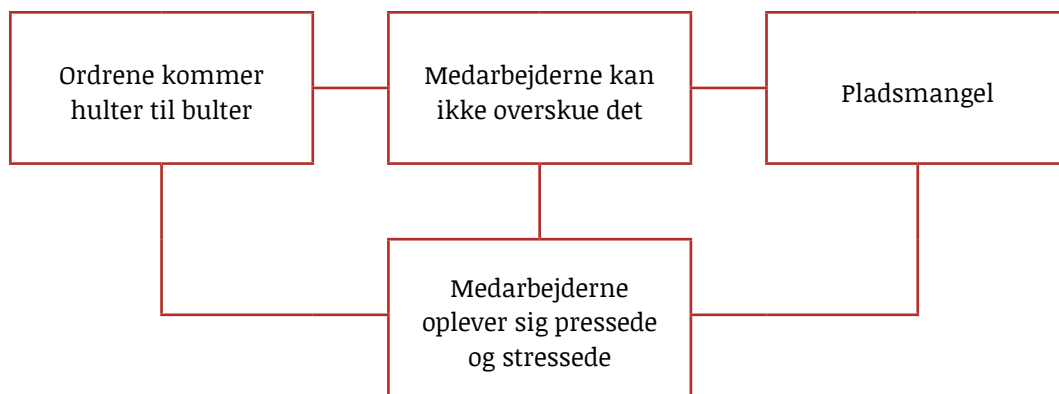 Ordrene kommer
hulter til bulter
Medarbejderne kan
ikke overskue det
Pladsmangel
Medarbejderne
oplever sig pressede
og stressede